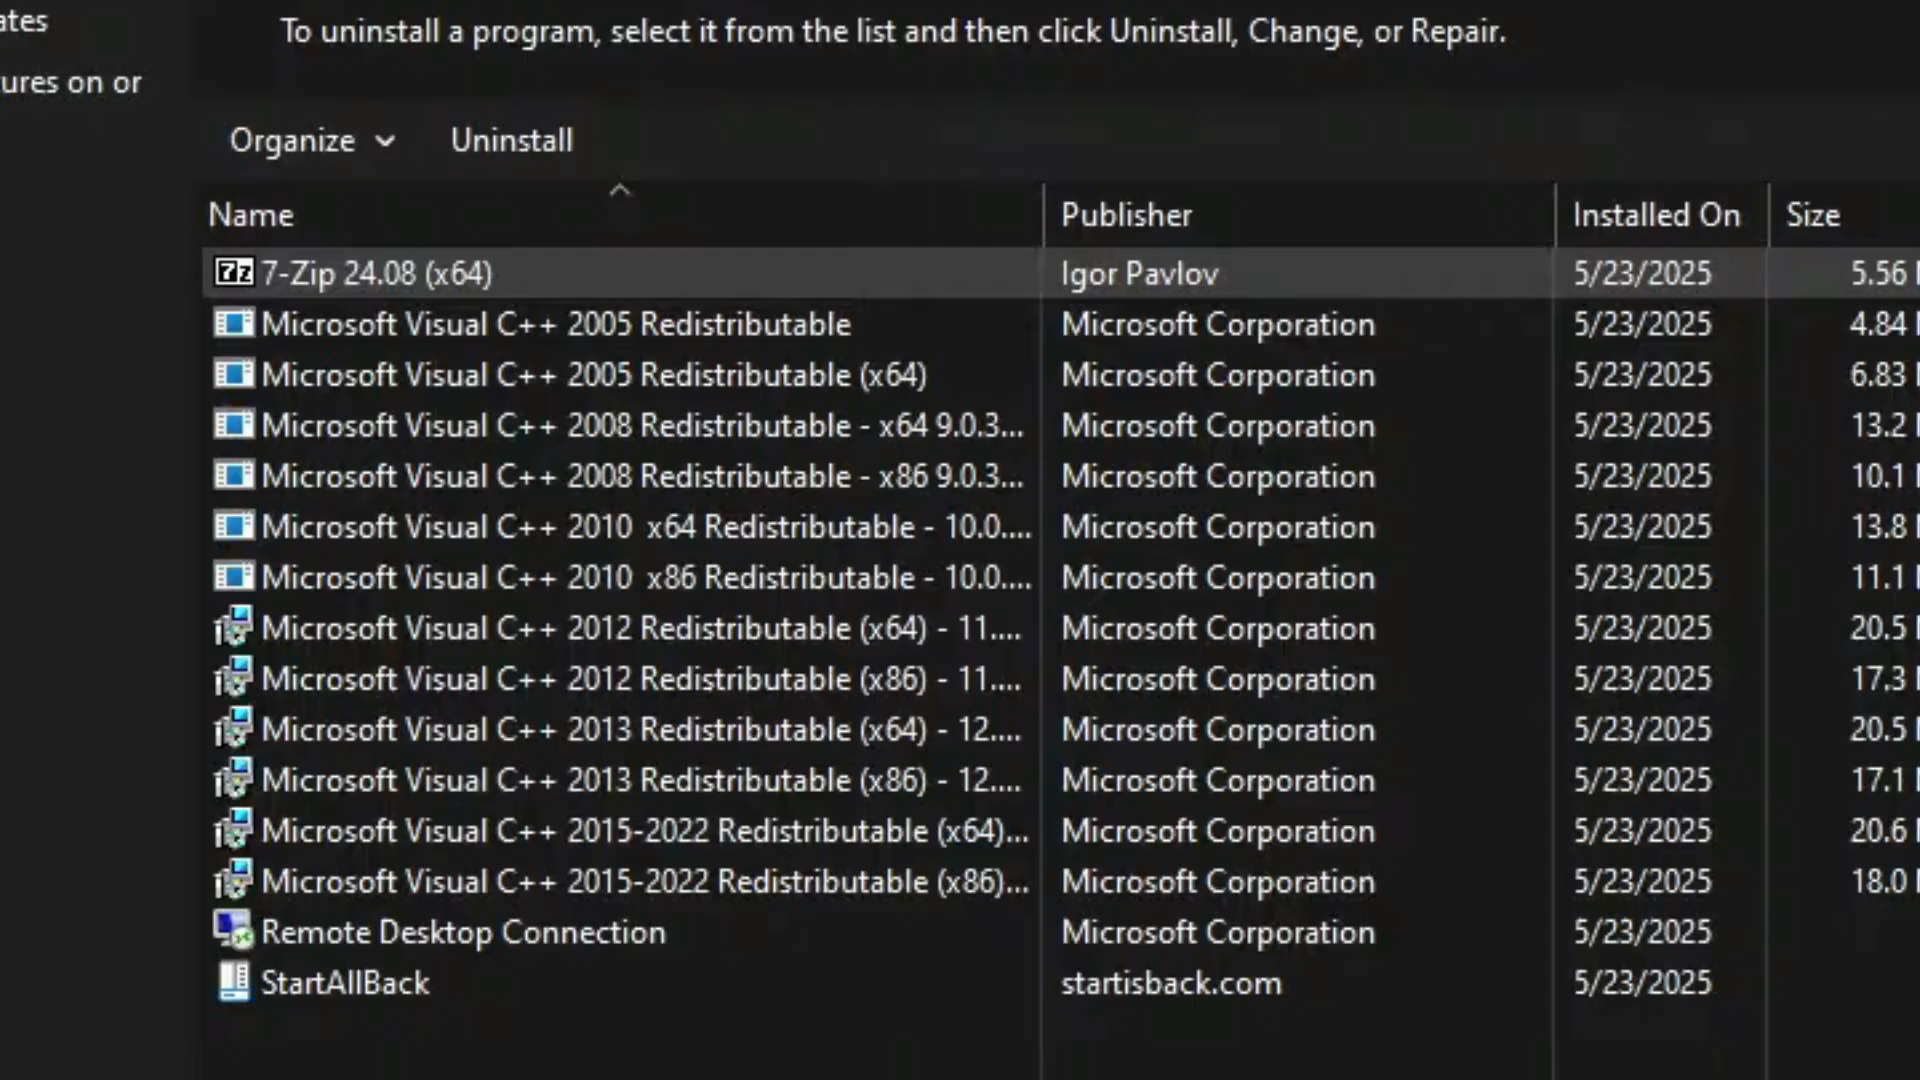 ates
To uninstall a program, select it from the list and then click Uninstall, Change, or Repair.
tures on or
Organize Uninstall
Name Publisher Installed On Size
7-Zip 24.08 (x64) Igor Pavlov 5/23/2025 5.56
Microsoft Visual C++ 2005 Redistributable Microsoft Corporation 5/23/2025 4.84
Microsoft Visual C++ 2005 Redistributable (x64) Microsoft Corporation 5/23/2025 6.83
Microsoft Visual C++ 2008 Redistributable - x64 9.0.3... Microsoft Corporation 5/23/2025 13.2
Microsoft Visual C++ 2008 Redistributable - x86 9.0.3... Microsoft Corporation 5/23/2025 10.1
Microsoft Visual C++ 2010  x64 Redistributable - 10.0.... Microsoft Corporation 5/23/2025 13.8
Microsoft Visual C++ 2010  x86 Redistributable - 10.0.... Microsoft Corporation 5/23/2025 11.1
Microsoft Visual C++ 2012 Redistributable (x64) - 11.... Microsoft Corporation 5/23/2025 20.5
Microsoft Visual C++ 2012 Redistributable (x86) - 11.... Microsoft Corporation 5/23/2025 17.3
Microsoft Visual C++ 2013 Redistributable (x64) - 12.... Microsoft Corporation 5/23/2025 20.5
Microsoft Visual C++ 2013 Redistributable (x86) - 12.... Microsoft Corporation 5/23/2025 17.1
Microsoft Visual C++ 2015-2022 Redistributable (x64)... Microsoft Corporation 5/23/2025 20.6
Microsoft Visual C++ 2015-2022 Redistributable (x86)... Microsoft Corporation 5/23/2025 18.0
Remote Desktop Connection Microsoft Corporation 5/23/2025
StartAllBack startisback.com 5/23/2025